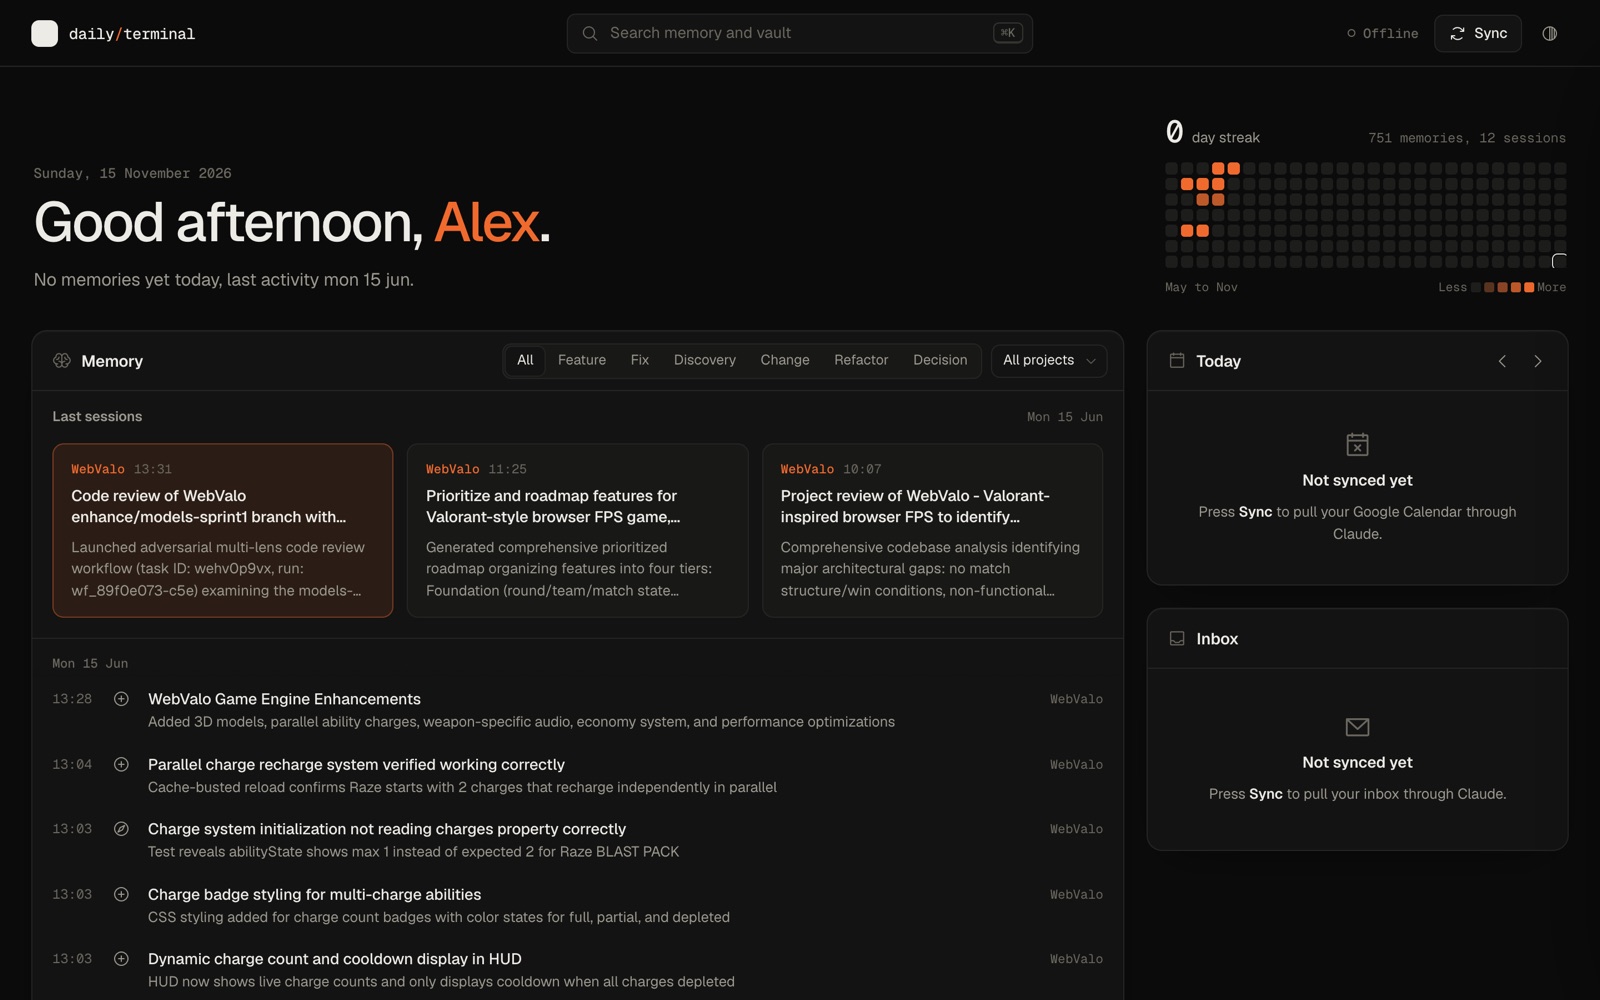 daily/terminal
Search memory and vault
⌘K
Offline
Sync
Sunday, 15 November 2026
Good afternoon, Alex.
No memories yet today, last activity mon 15 jun.
0 day streak
751 memories, 12 sessions
May to Nov
Less
More
Memory
All
Feature
Fix
Discovery
Change
Refactor
Decision
All projects
Last sessions
Mon 15 Jun
WebValo 13:31
Code review of WebValo
enhance/models-sprint1 branch with...
Launched adversarial multi-lens code review
workflow (task ID: wehv0p9vx, run:
wf_89f0e073-c5e) examining the models-...
WebValo 11:25
Prioritize and roadmap features for
Valorant-style browser FPS game,...
Generated comprehensive prioritized
roadmap organizing features into four tiers:
Foundation (round/team/match state...
WebValo 10:07
Project review of WebValo - Valorant-
inspired browser FPS to identify...
Comprehensive codebase analysis identifying
major architectural gaps: no match
structure/win conditions, non-functional...
Mon 15 Jun
13:28
WebValo Game Engine Enhancements
WebValo
Added 3D models, parallel ability charges, weapon-specific audio, economy system, and performance optimizations
13:04
Parallel charge recharge system verified working correctly
WebValo
Cache-busted reload confirms Raze starts with 2 charges that recharge independently in parallel
13:03
Charge system initialization not reading charges property correctly
WebValo
Test reveals abilityState shows max 1 instead of expected 2 for Raze BLAST PACK
13:03
Charge badge styling for multi-charge abilities
WebValo
CSS styling added for charge count badges with color states for full, partial, and depleted
13:03
Dynamic charge count and cooldown display in HUD
WebValo
HUD now shows live charge counts and only displays cooldown when all charges depleted
Today
Not synced yet
Press Sync to pull your Google Calendar through
Claude.
Inbox
Not synced yet
Press Sync to pull your inbox through Claude.